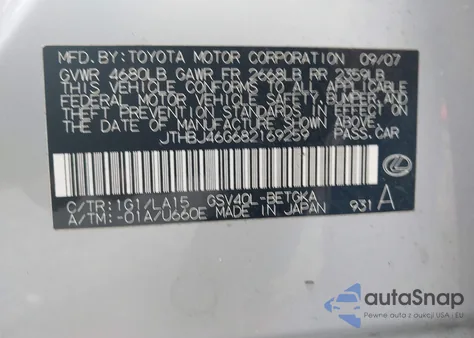 MFD. BY: TOYOTA MOTOR CORPORATION 09/07
GVWR 4680LB GAWR FR 2668LB RR 2359LB
THIS VEHICLE CONFORMS TO ALL APPLICABLE
FEDERAL MOTOR VEHICLE SAFETY, BUMPER, AND
THEFT PREVENTION STANDARDS IN EFFECT ON
THE DATE OF MANUFACTURE SHOWN ABOVE.
JTHBJ46G682169259 PASS.CAR
C/TR:1G1/LA15 GSV40L-BETGKA
A/TM:-01A/U660E MADE IN JAPAN 931 A
autoSnap
Pewne auta z aukcji USA i EU